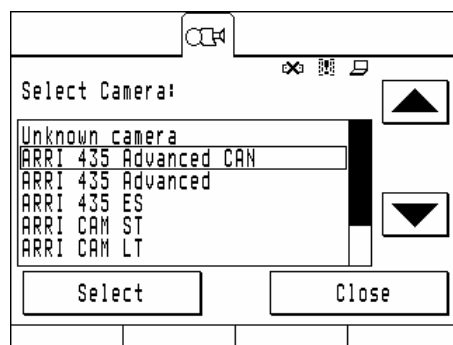 Select Camera:
Unknown camera
ARRI 435 Advanced CAN
ARRI 435 Advanced
ARRI 435 ES
ARRI CAM ST
ARRI CAM LT
Select Close